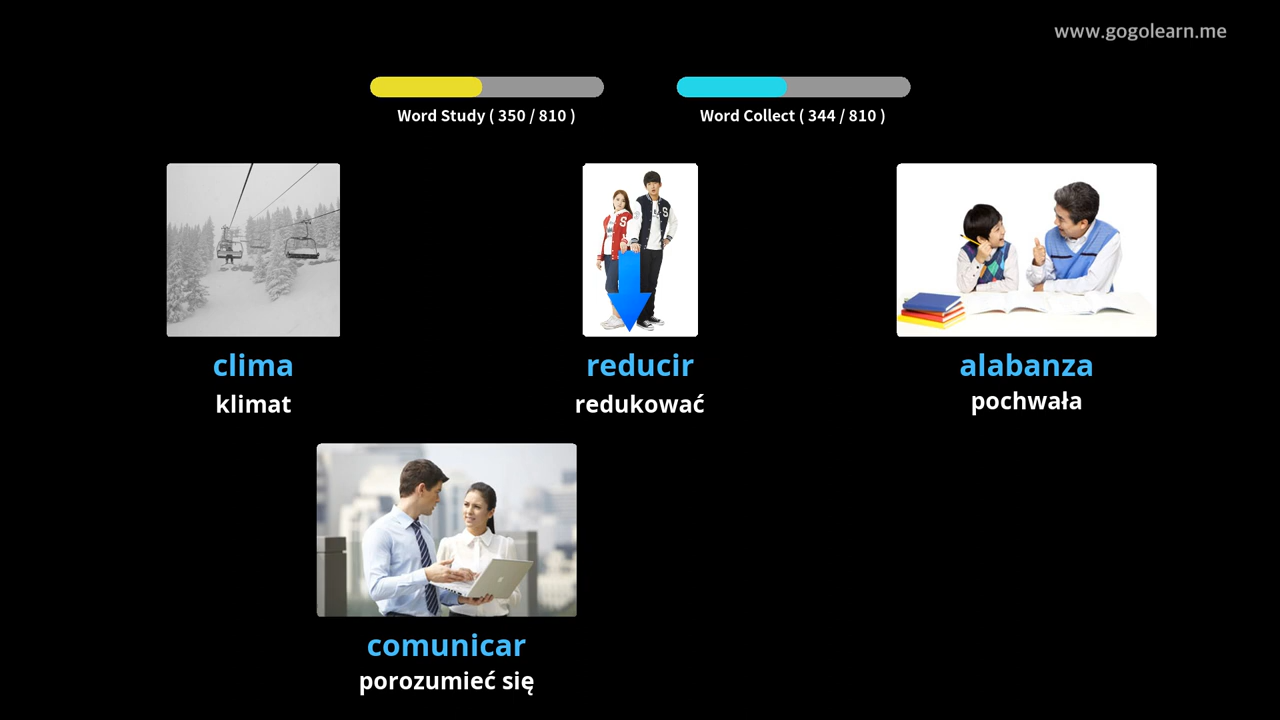 www.gogolearn.me
Word Study ( 350 / 810 )
Word Collect ( 344 / 810 )
S
S
clima
klimat
reducir
redukować
alabanza
pochwała
comunicar
porozumieć się